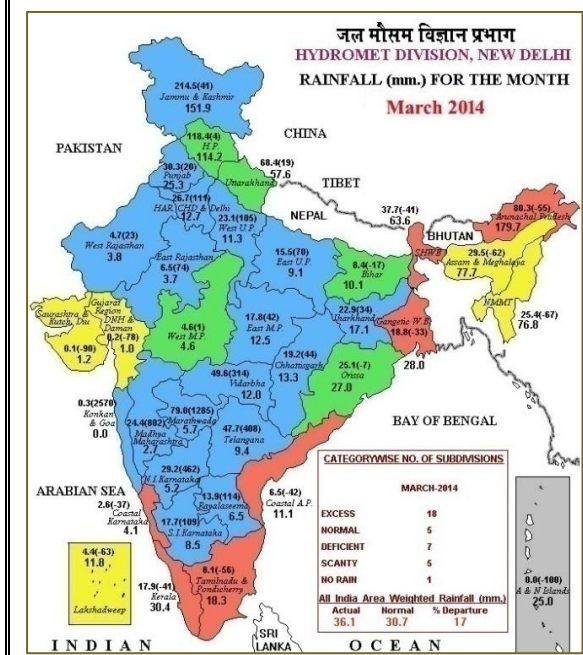 जल मौसम विज्ञान प्रभाग
HYDROMET DIVISION, NEW DELHI
RAINFALL (mm.) FOR THE MONTH
March 2014
214.5(41)
Jammu & Kashmir
151.9
CHINA
118.4(4)
H.P.
114.2
PAKISTAN
30.3(20)
Punjab
25.3
68.4(19)
57.6
Uttarakhand
TIBET
26.7(111)
HAR. CHD & Delhi
12.7
23.1(105)
West U.P.
11.3
NEPAL
37.7(-41)
63.6
80.3(-55)
Arunachal Pradesh
179.7
BHUTAN
4.7(23)
West Rajasthan
3.8
East Rajasthan
6.5(74)
3.7
15.5(70)
East U.P.
9.1
8.4(-17)
Bihar
10.1
SHWB
29.5(-62)
Assam & Meghalaya
77.7
NMMT
25.4(-67)
76.8
Saurashtra &
Kutch, Diu
0.1(-90)
1.2
Gujarat
Region
DNH &
Daman
0.2(-78)
1.0
4.6(1)
West M.P.
4.6
17.8(42)
East M.P.
12.5
22.9(34)
Jharkhand
17.1
Gangetic W.B.
18.8(-33)
28.0
19.2(44)
Chhattisgarh
13.3
25.1(-7)
Orissa
27.0
49.6(314)
Vidarbha
12.0
0.3(2570)
Konkan
& Goa
0.0
79.0(1285)
Marathwada
5.7
24.4(802)
Madhya
Maharashtra
2.7
47.7(408)
Telangana
9.4
BAY OF BENGAL
29.2(462)
N.I.Karnataka
5.2
ARABIAN SEA
2.6(-37)
Coastal
Karnataka
4.1
13.9(114)
Rayalaseema
6.5
6.5(-42)
Coastal A.P.
11.1
17.7(109)
S.I.Karnataka
8.5
CATEGORYWISE NO. OF SUBDIVISIONS
MARCH-2014
EXCESS 18
NORMAL 5
DEFICIENT 7
SCANTY 5
NO RAIN 1
All India Area Weighted Rainfall (mm.)
Actual Normal % Departure
36.1 30.7 17
4.4(-63)
11.8
Lakshadweep
17.9(-41)
Kerala
30.4
8.1(-56)
Tamilnadu &
Pondicherry
18.3
0.0(-100)
A & N Islands
25.0
SRI
LANKA
INDIAN OCEAN